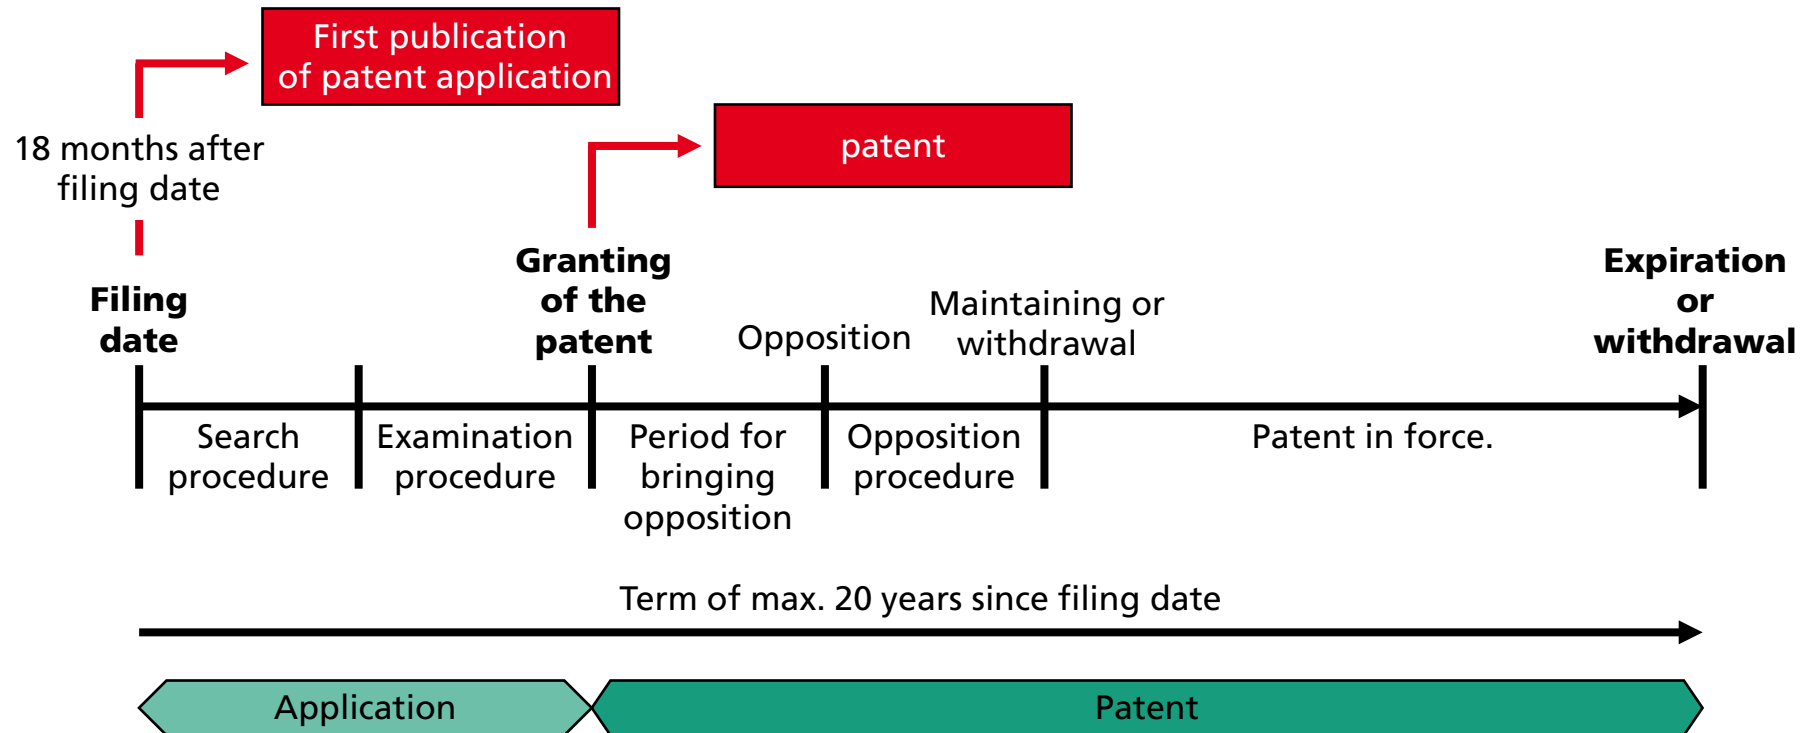 First publication
of patent application
18 months after
filing date
patent
Filing
date
Granting
of the
patent
Opposition
Maintaining or
withdrawal
Expiration
or
withdrawal
Search
procedure
Examination
procedure
Period for
bringing
opposition
Opposition
procedure
Patent in force.
Term of max. 20 years since filing date
Application
Patent